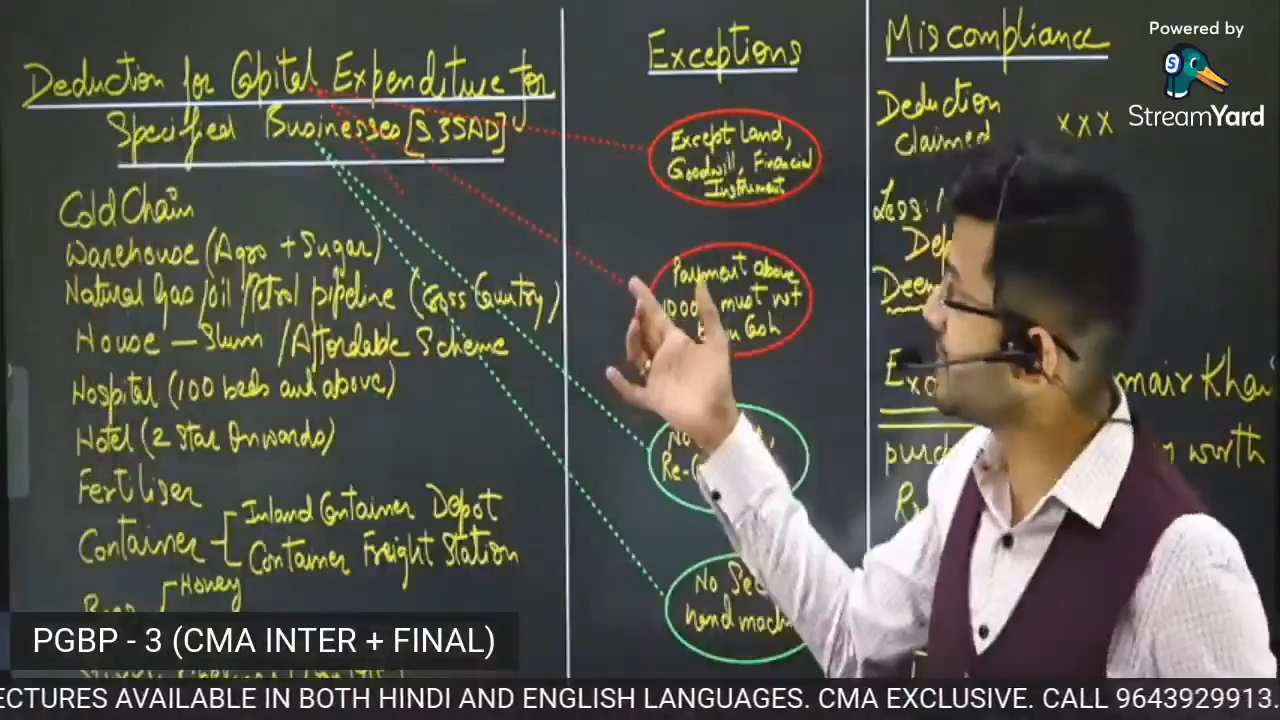 Deduction for Capital Expenditure for
Specified Businesses [S.35AD]
Cold Chain
Warehouse (Agro + Sugar)
Natural Gas/oil/Petrol pipeline (Cross Country)
House - Slum / Affordable Scheme
Hospital (100 beds and above)
Hotel (2 Star Onwards)
Fertiliser
Container
Inland Container Depot
Container Freight Station
Honey
Exceptions
Except Land,
Goodwill, Financial
Instrument
Payment above
must not
Cash
No
No
hand
Miscompliance
Deduction
Claimed xxx
Less:
worth
Powered by
StreamYard
PGBP - 3 (CMA INTER + FINAL)
ECTURES AVAILABLE IN BOTH HINDI AND ENGLISH LANGUAGES. CMA EXCLUSIVE. CALL 9643929913.